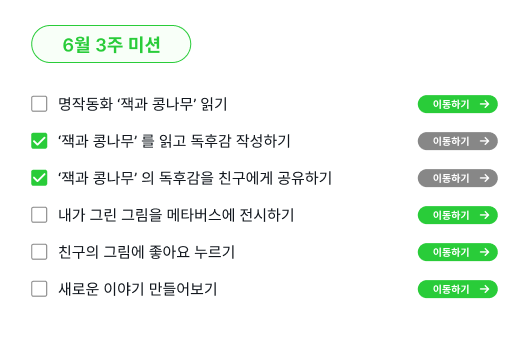 6월 3주 미션
명작동화 ‘잭과 콩나무’ 읽기 이동하기 →
‘잭과 콩나무’ 를 읽고 독후감 작성하기 이동하기 →
‘잭과 콩나무’ 의 독후감을 친구에게 공유하기 이동하기 →
내가 그린 그림을 메타버스에 전시하기 이동하기 →
친구의 그림에 좋아요 누르기 이동하기 →
새로운 이야기 만들어보기 이동하기 →